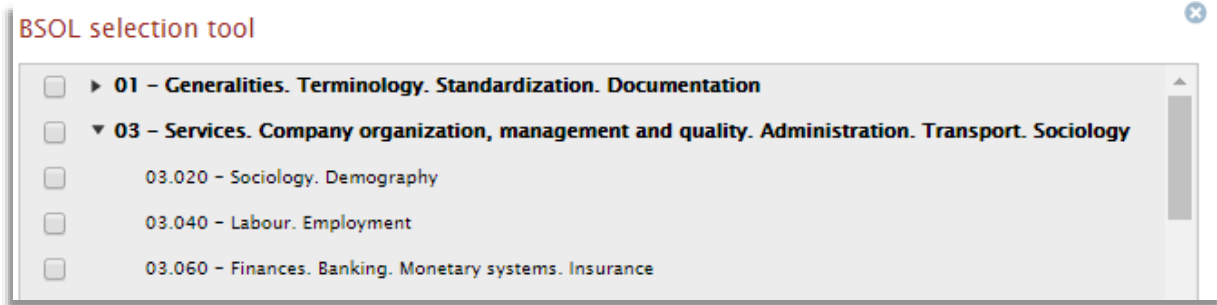 BSOL selection tool
01 – Generalities. Terminology. Standardization. Documentation
03 – Services. Company organization, management and quality. Administration. Transport. Sociology
03.020 – Sociology. Demography
03.040 – Labour. Employment
03.060 – Finances. Banking. Monetary systems. Insurance